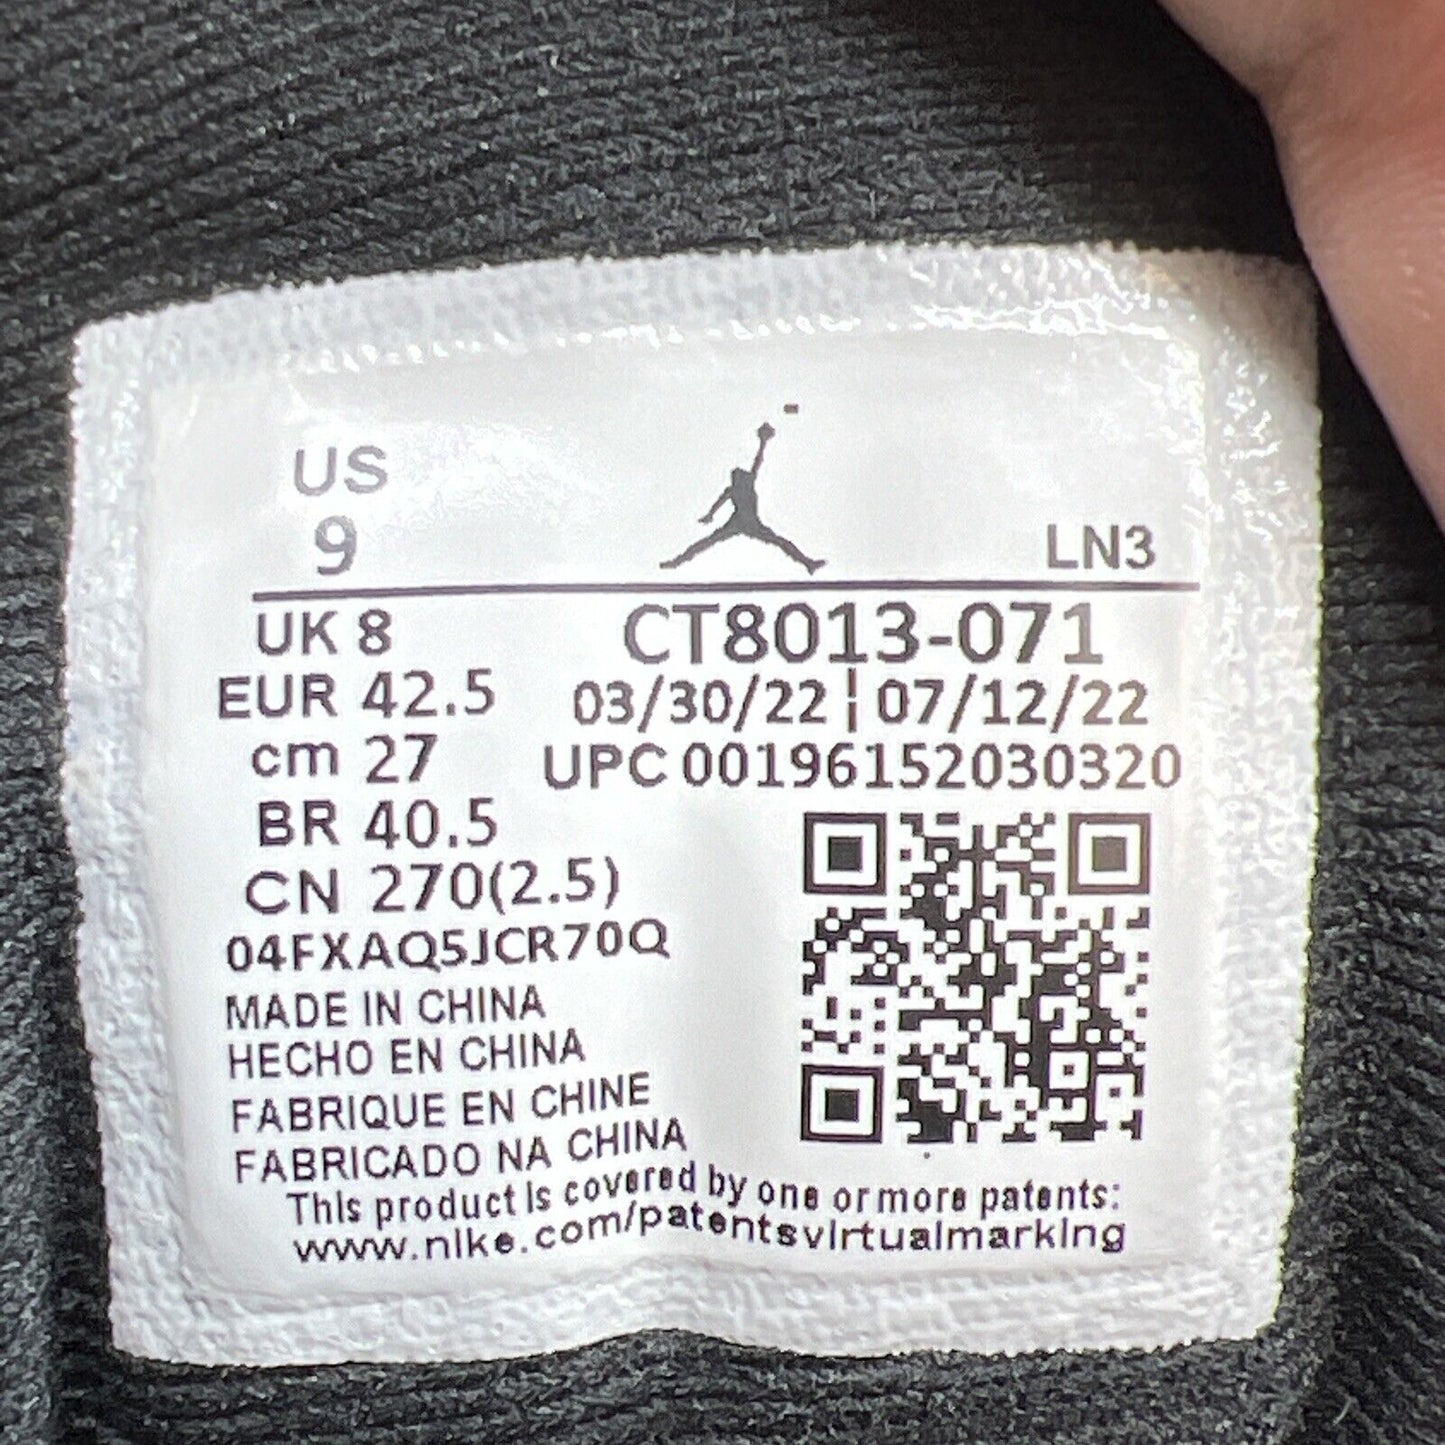 US
9
LN3
UK 8
CT8013-071
EUR 42.5
03/30/22 | 07/12/22
cm 27
UPC 00196152030320
BR 40.5
CN 270(2.5)
04FXAQ5JCR70Q
MADE IN CHINA
HECHO EN CHINA
FABRIQUE EN CHINE
FABRICADO NA CHINA
This product is covered by one or more patents:
www.nike.com/patentsvirtualmarking